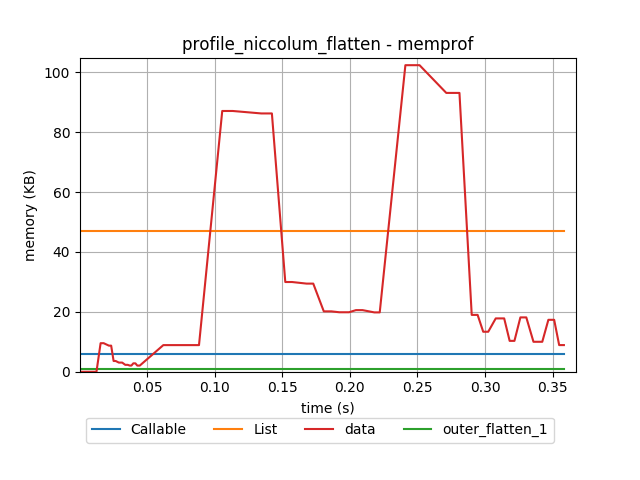 profile_niccolum_flatten - memprof
100
80
60
40
20
0
memory (KB)
0.05 0.10 0.15 0.20 0.25 0.30 0.35
time (s)
Callable List data outer_flatten_1